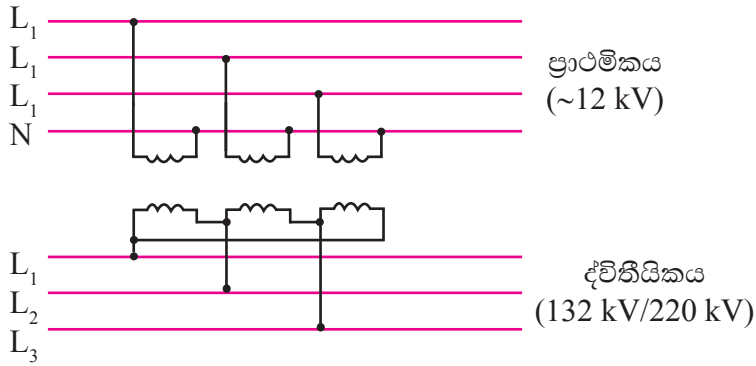 L₁
L₁
L₁
N
ප්‍රාථමිකය
(~12 kV)
L₁
L₂
L₃
ද්විතීයිකය
(132 kV/220 kV)